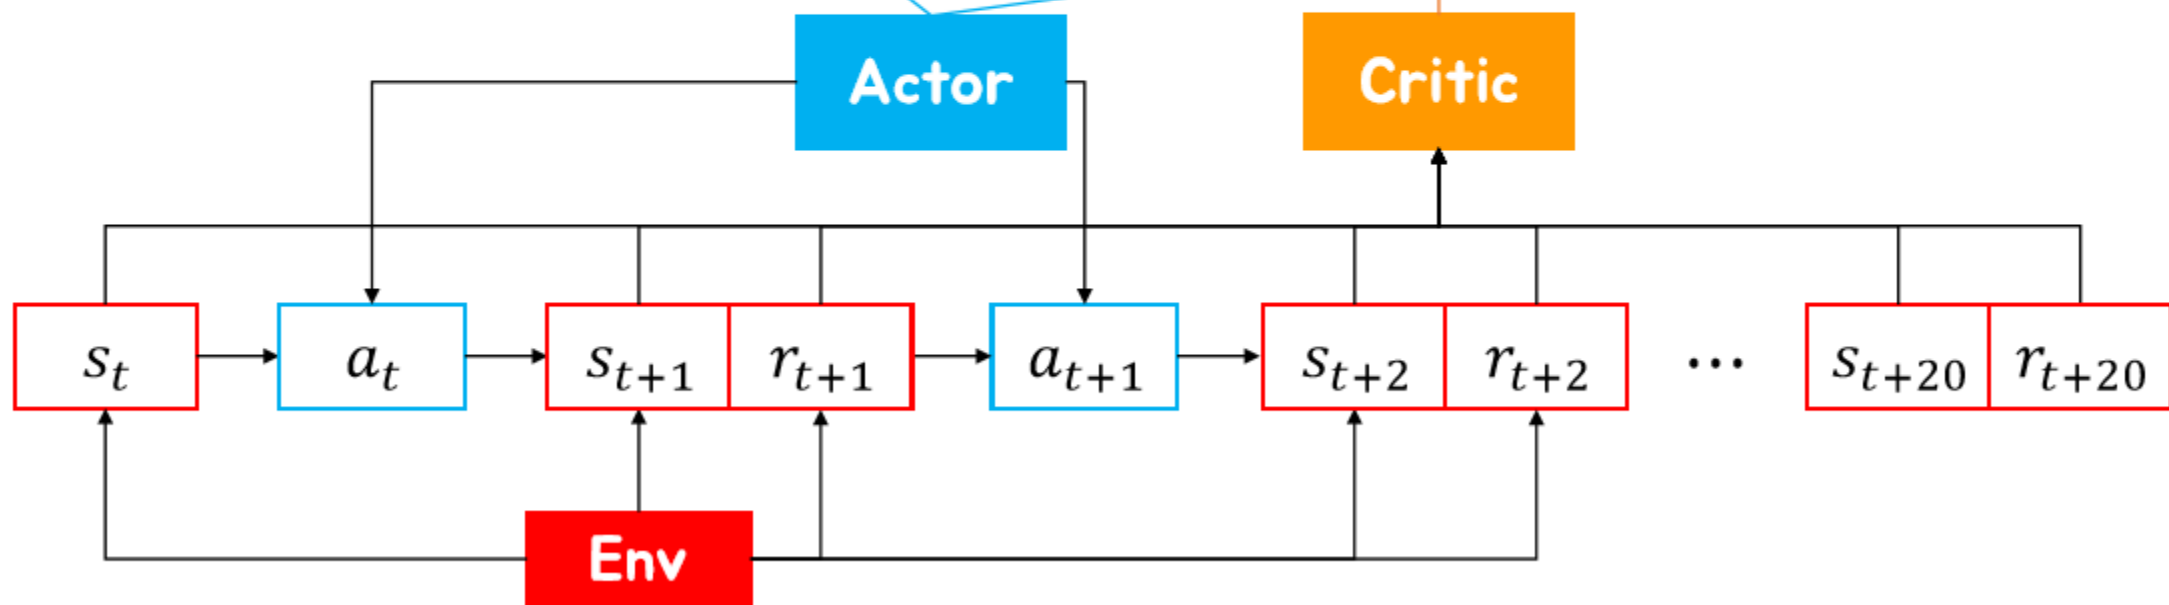 Actor Critic
s_t a_t s_{t+1} r_{t+1} a_{t+1} s_{t+2} r_{t+2} ⋯ s_{t+20} r_{t+20}
Env